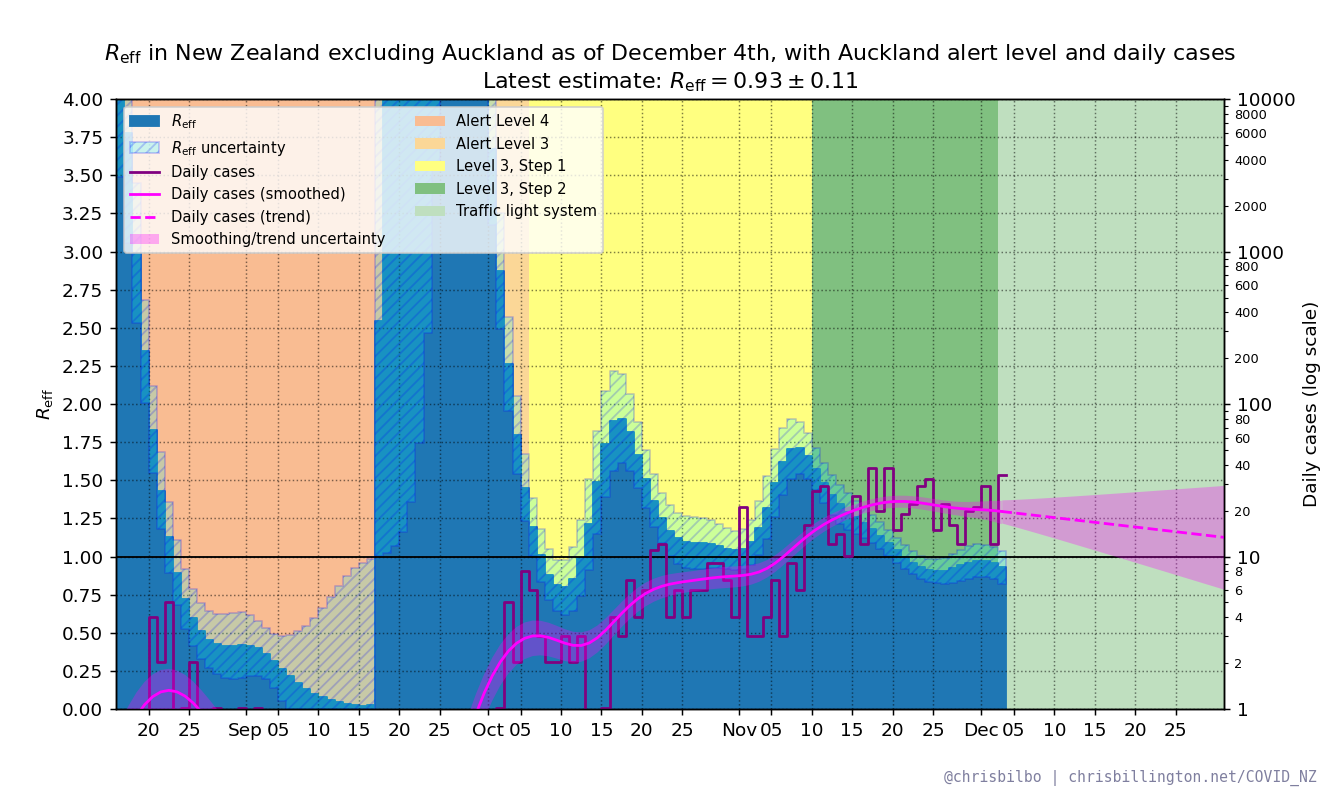 R_eff in New Zealand excluding Auckland as of December 4th, with Auckland alert level and daily cases
Latest estimate: R_eff = 0.93 ± 0.11
R_eff
R_eff uncertainty
Daily cases
Daily cases (smoothed)
Daily cases (trend)
Smoothing/trend uncertainty
Alert Level 4
Alert Level 3
Level 3, Step 1
Level 3, Step 2
Traffic light system
R_eff
4.00
3.75
3.50
3.25
3.00
2.75
2.50
2.25
2.00
1.75
1.50
1.25
1.00
0.75
0.50
0.25
0.00
10000
8000
6000
4000
2000
1000
800
600
400
200
100
80
60
40
20
10
8
6
4
2
1
Daily cases (log scale)
20 25 Sep 05 10 15 20 25 Oct 05 10 15 20 25 Nov 05 10 15 20 25 Dec 05 10 15 20 25
@chrisbilbo | chrisbillington.net/COVID_NZ